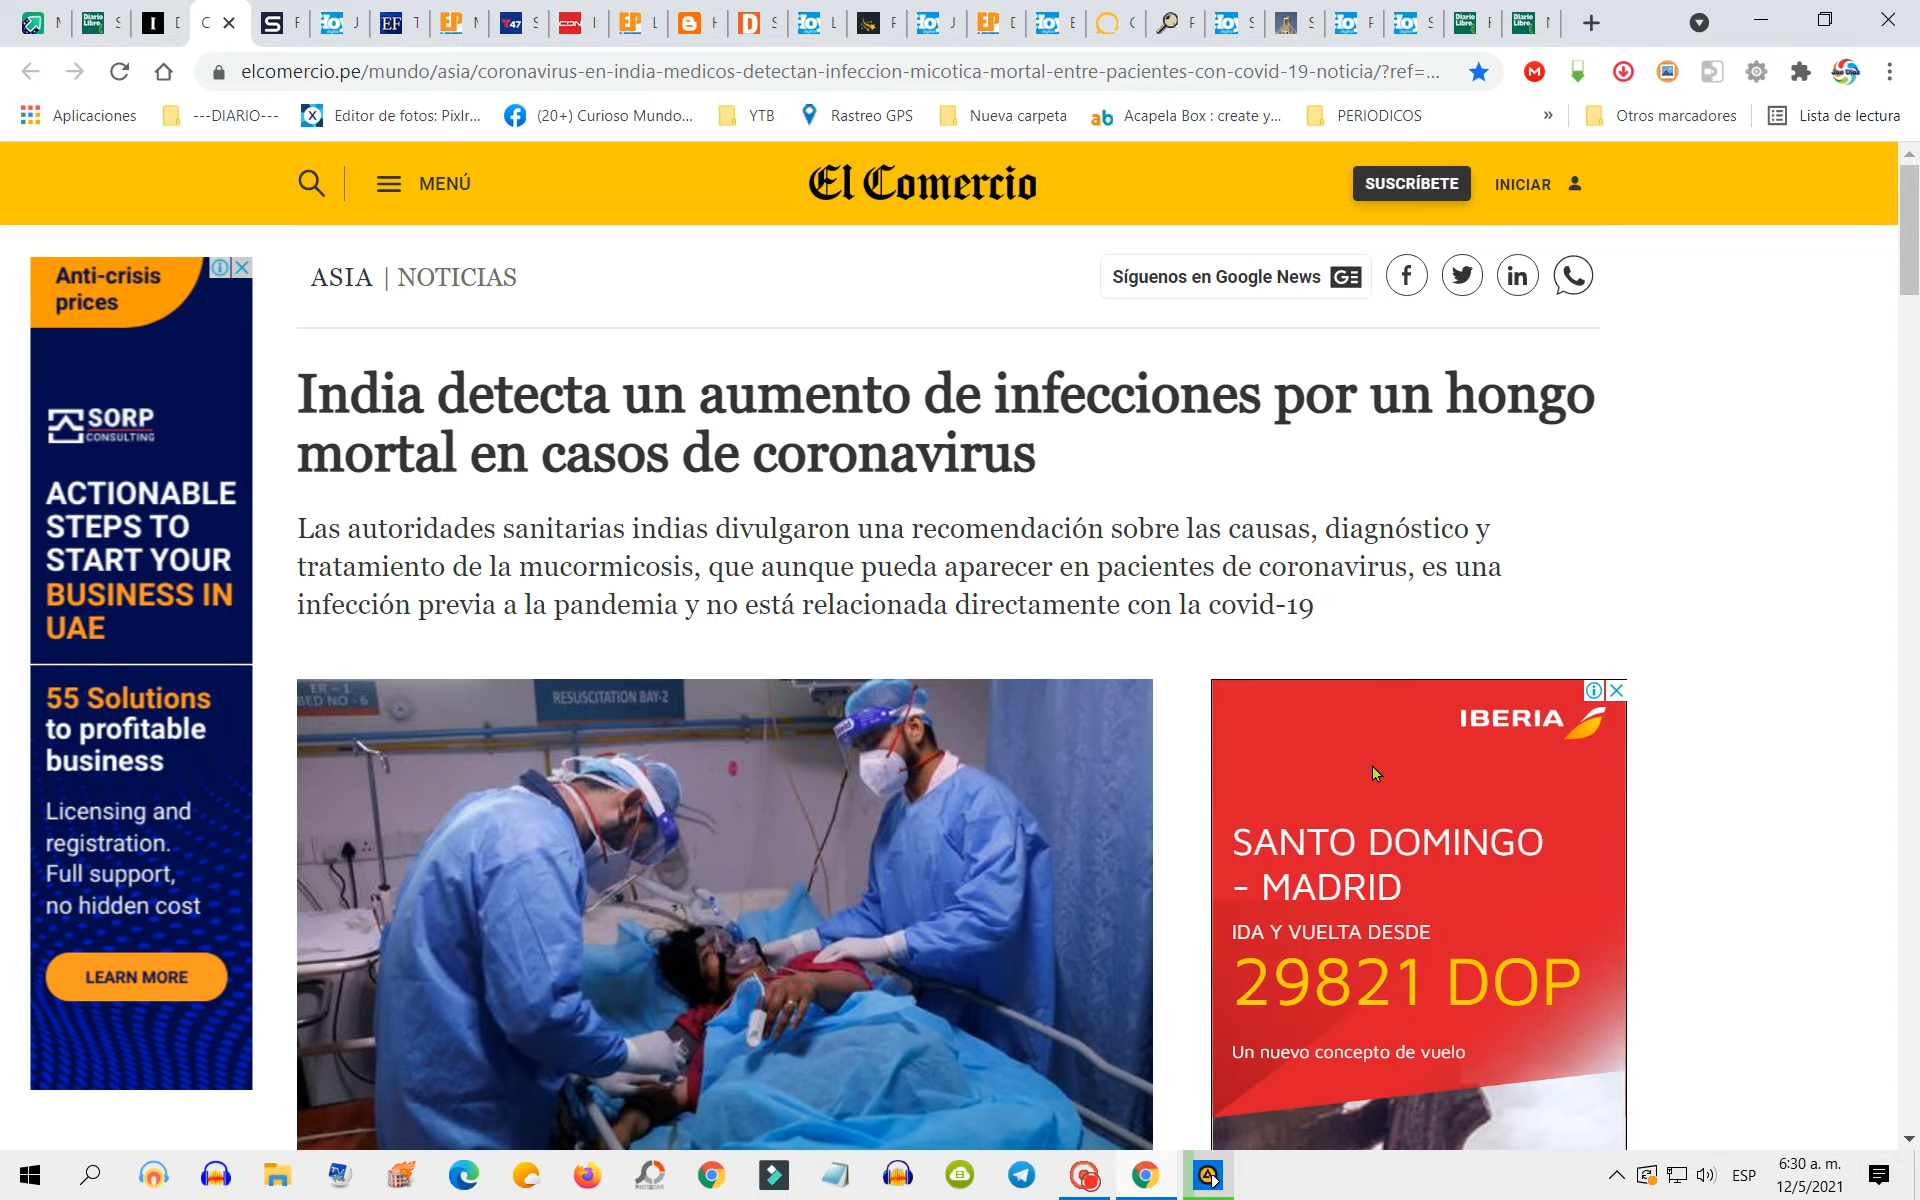 elcomercio.pe/mundo/asia/coronavirus-en-india-medicos-detectan-infeccion-micotica-mortal-entre-pacientes-con-covid-19-noticia/?ref=...
Aplicaciones
---DIARIO---
Editor de fotos: Pixlr...
(20+) Curioso Mundo...
YTB
Rastreo GPS
Nueva carpeta
Acapela Box : create y...
PERIODICOS
»
Otros marcadores
Lista de lectura
MENÚ
El Comercio
SUSCRÍBETE
INICIAR
ASIA | NOTICIAS
Síguenos en Google News
India detecta un aumento de infecciones por un hongo
mortal en casos de coronavirus
Las autoridades sanitarias indias divulgaron una recomendación sobre las causas, diagnóstico y
tratamiento de la mucormicosis, que aunque pueda aparecer en pacientes de coronavirus, es una
infección previa a la pandemia y no está relacionada directamente con la covid-19
Anti-crisis
prices
SORP
CONSULTING
ACTIONABLE
STEPS TO
START YOUR
BUSINESS IN
UAE
55 Solutions
to profitable
business
Licensing and
registration.
Full support,
no hidden cost
LEARN MORE
ER - 1
BED NO - 6
RESUSCITATION BAY-2
IBERIA
SANTO DOMINGO
- MADRID
IDA Y VUELTA DESDE
29821 DOP
Un nuevo concepto de vuelo
ESP
6:30 a. m.
12/5/2021